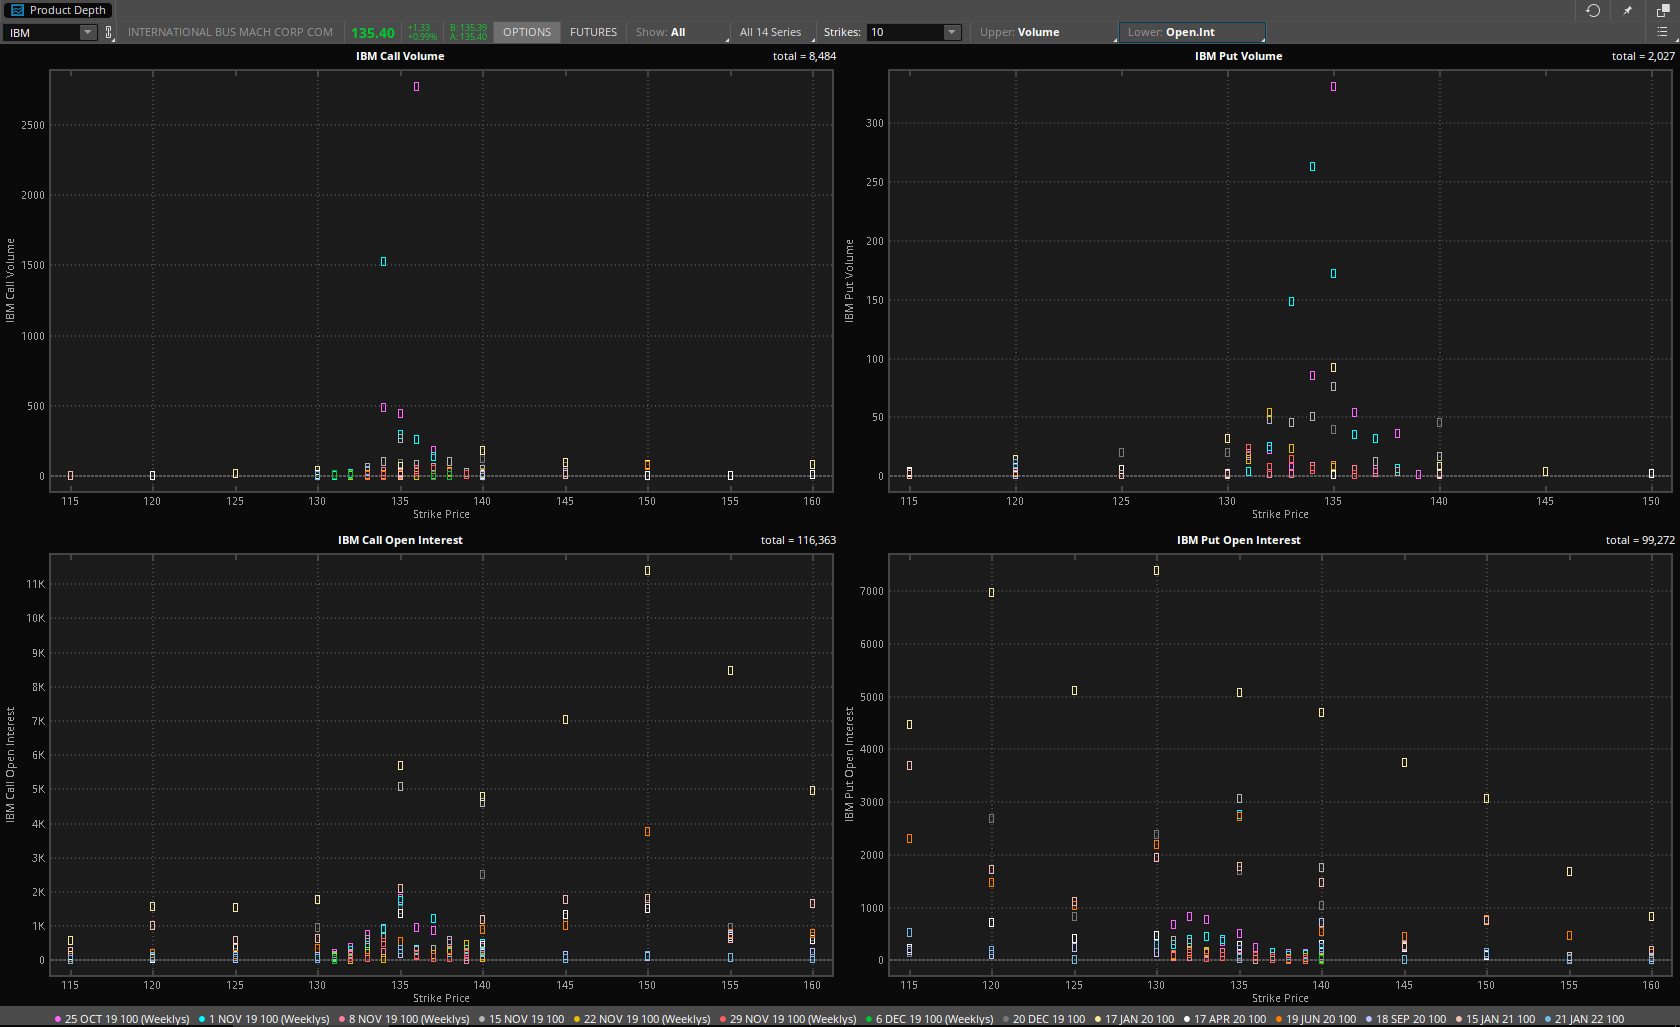 Product Depth
IBM INTERNATIONAL BUS MACH CORP COM 135.40 +1.33 +0.99% B: 135.39 A: 135.40 OPTIONS FUTURES Show: All All 14 Series Strikes: 10 Upper: Volume Lower: Open.Int
IBM Call Volume total = 8,484
IBM Call Volume
2500
2000
1500
1000
500
0
115 120 125 130 135 140 145 150 155 160
Strike Price
IBM Put Volume total = 2,027
IBM Put Volume
300
250
200
150
100
50
0
115 120 125 130 135 140 145 150
Strike Price
IBM Call Open Interest total = 116,363
IBM Call Open Interest
11K
10K
9K
8K
7K
6K
5K
4K
3K
2K
1K
0
115 120 125 130 135 140 145 150 155 160
Strike Price
IBM Put Open Interest total = 99,272
IBM Put Open Interest
7000
6000
5000
4000
3000
2000
1000
0
115 120 125 130 135 140 145 150 155 160
Strike Price
25 OCT 19 100 (Weeklys) 1 NOV 19 100 (Weeklys) 8 NOV 19 100 (Weeklys) 15 NOV 19 100 22 NOV 19 100 (Weeklys) 29 NOV 19 100 (Weeklys) 6 DEC 19 100 (Weeklys) 20 DEC 19 100 17 JAN 20 100 17 APR 20 100 19 JUN 20 100 18 SEP 20 100 15 JAN 21 100 21 JAN 22 100